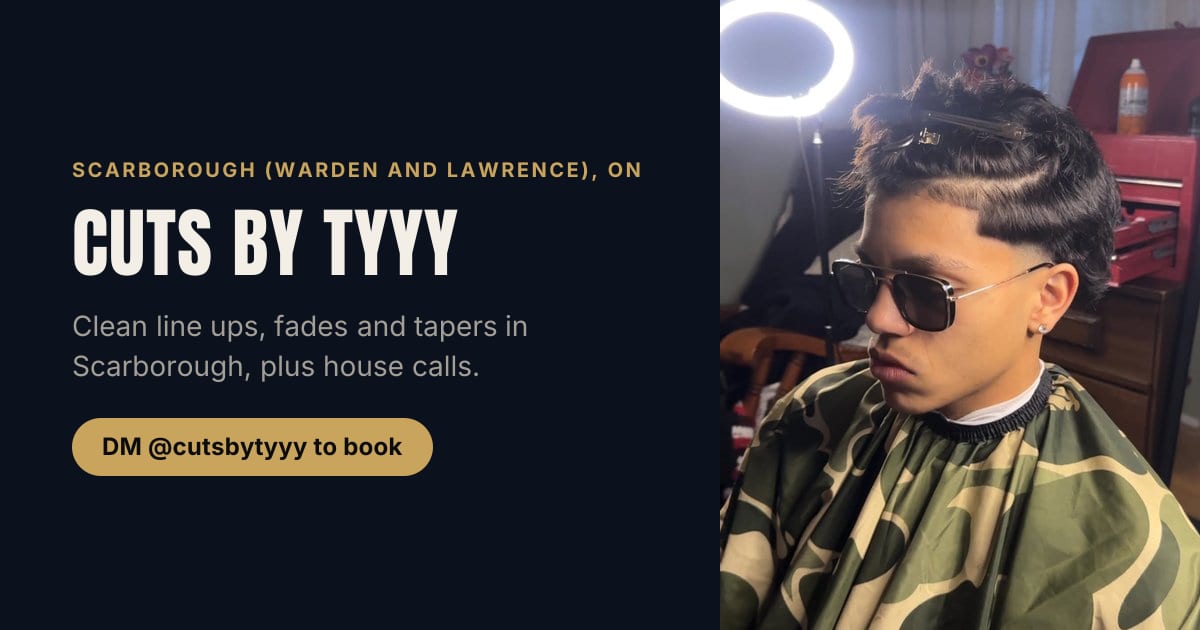 SCARBOROUGH (WARDEN AND LAWRENCE), ON
CUTS BY TYYY
Clean line ups, fades and tapers in
Scarborough, plus house calls.
DM @cutsbytyyy to book